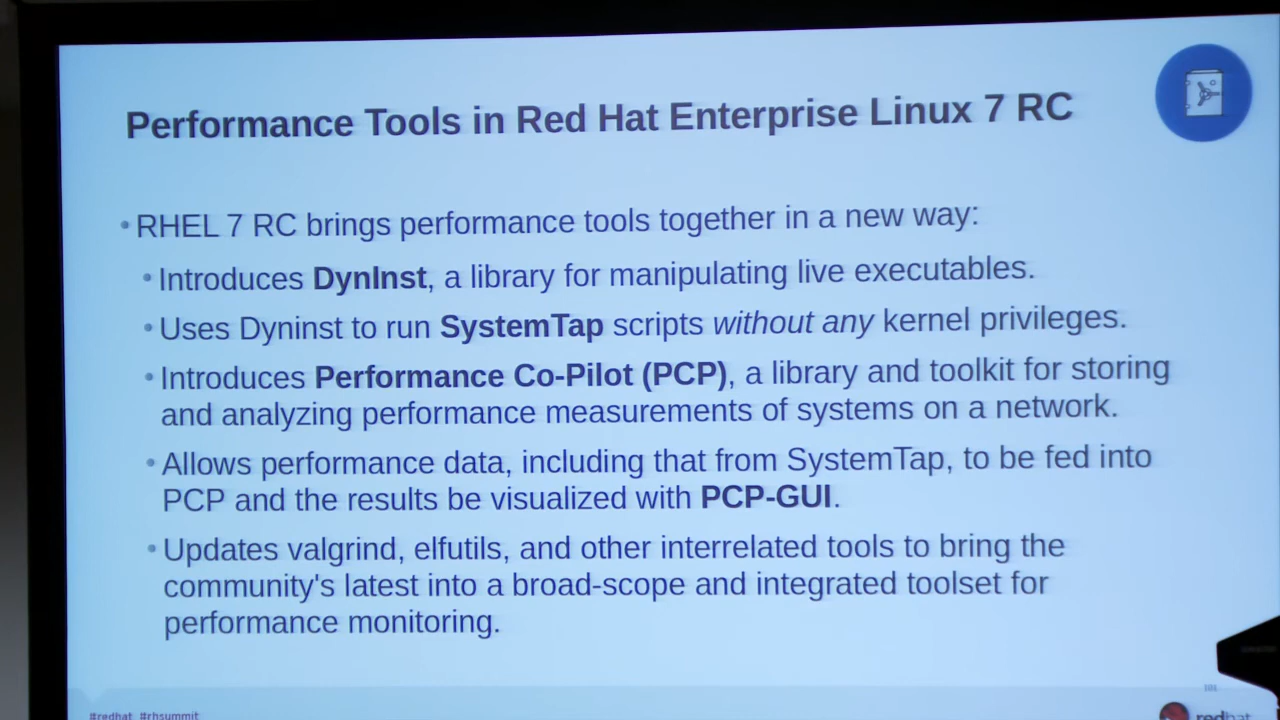 Performance Tools in Red Hat Enterprise Linux 7 RC
• RHEL 7 RC brings performance tools together in a new way:
• Introduces DynInst, a library for manipulating live executables.
• Uses Dyninst to run SystemTap scripts without any kernel privileges.
• Introduces Performance Co-Pilot (PCP), a library and toolkit for storing
and analyzing performance measurements of systems on a network.
• Allows performance data, including that from SystemTap, to be fed into
PCP and the results be visualized with PCP-GUI.
• Updates valgrind, elfutils, and other interrelated tools to bring the
community's latest into a broad-scope and integrated toolset for
performance monitoring.
#redhat #rhsummit
redhat